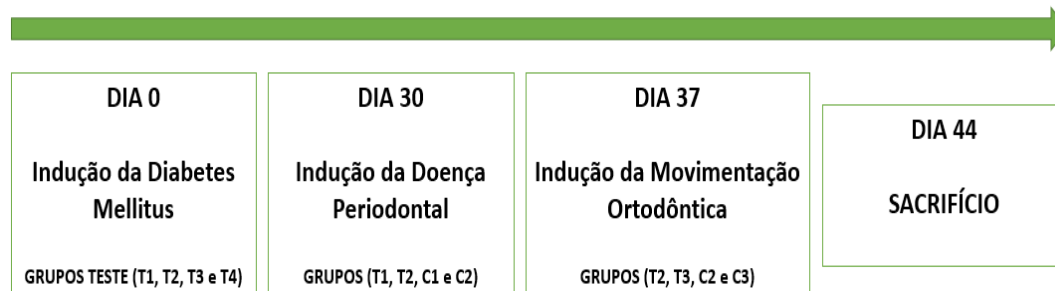 DIA 0
Indução da Diabetes
Mellitus
GRUPOS TESTE (T1, T2, T3 e T4)
DIA 30
Indução da Doença
Periodontal
GRUPOS (T1, T2, C1 e C2)
DIA 37
Indução da Movimentação
Ortodôntica
GRUPOS (T2, T3, C2 e C3)
DIA 44
SACRIFÍCIO